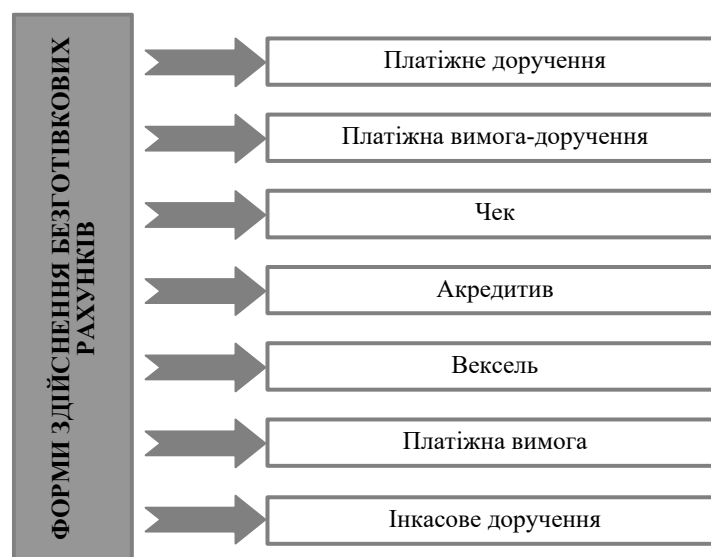 ФОРМИ ЗДІЙСНЕННЯ БЕЗГОТІВКОВИХ
РАХУНКІВ
Платіжне доручення
Платіжна вимога-доручення
Чек
Акредитив
Вексель
Платіжна вимога
Інкасове доручення